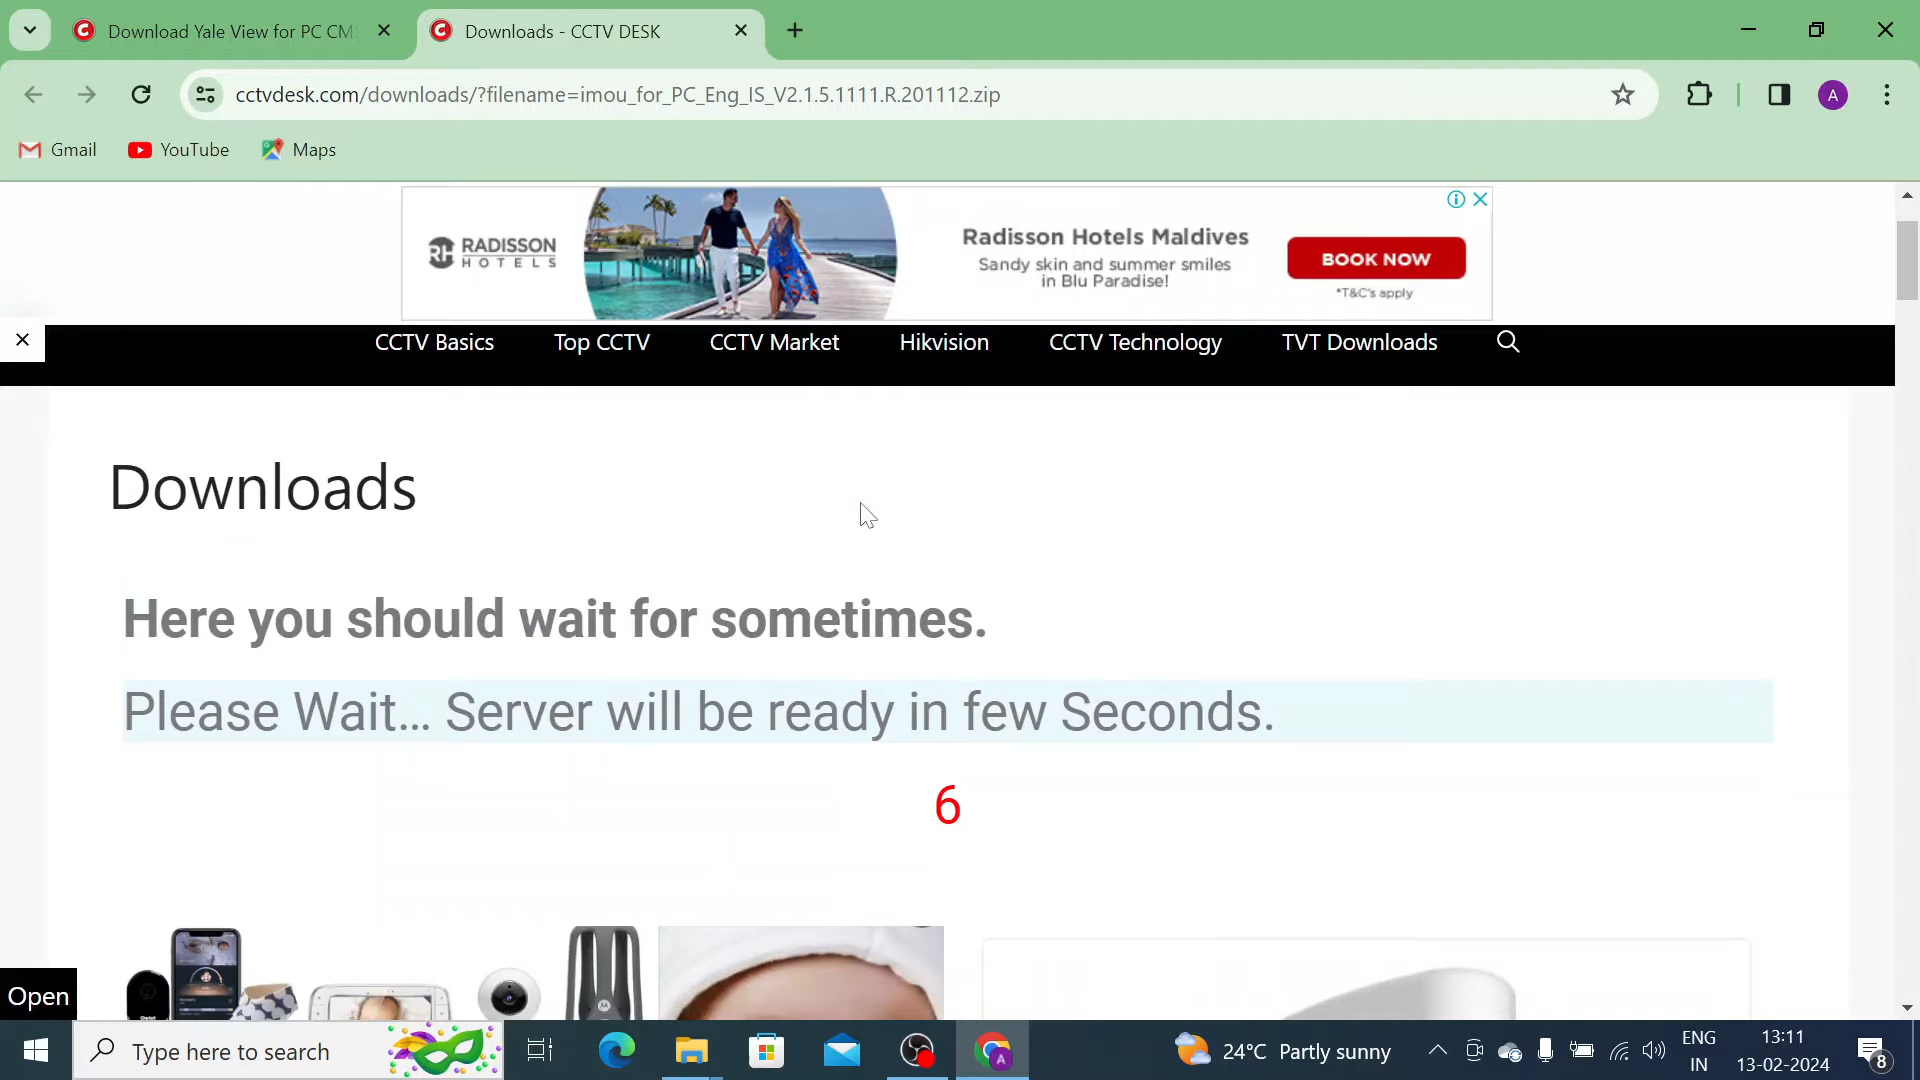 Download Yale View for PC CM
Downloads - CCTV DESK
cctvdesk.com/downloads/?filename=imou_for_PC_Eng_IS_V2.1.5.1111.R.201112.zip
A
Gmail
YouTube
Maps
RADISSON
HOTELS
Radisson Hotels Maldives
Sandy skin and summer smiles
in Blu Paradise!
BOOK NOW
*T&C's apply
CCTV Basics
Top CCTV
CCTV Market
Hikvision
CCTV Technology
TVT Downloads
Downloads
Here you should wait for sometimes.
Please Wait... Server will be ready in few Seconds.
6
Open
Type here to search
A
24°C Partly sunny
ENG
IN
13:11
13-02-2024
8